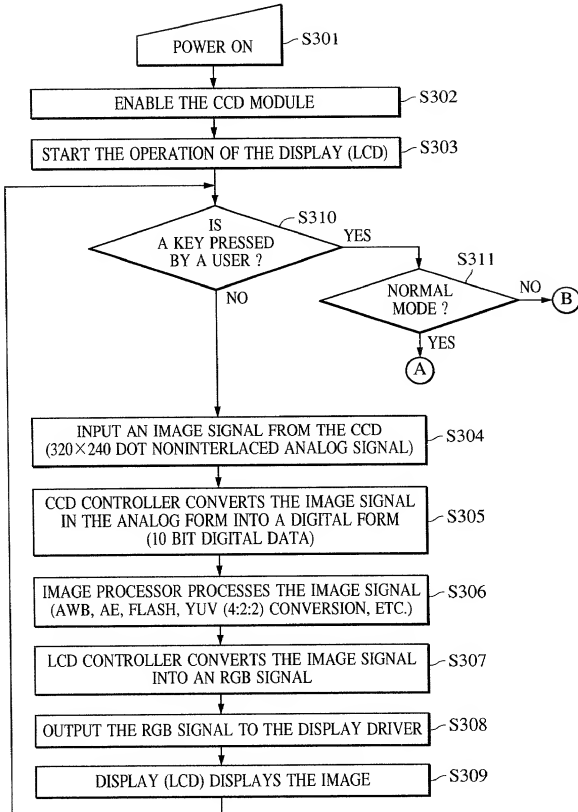 POWER ON
S301
ENABLE THE CCD MODULE
S302
START THE OPERATION OF THE DISPLAY (LCD)
S303
IS
A KEY PRESSED
BY A USER ?
S310
YES
NO
S311
NORMAL
MODE ?
NO
B
YES
A
INPUT AN IMAGE SIGNAL FROM THE CCD
(320×240 DOT NONINTERLACED ANALOG SIGNAL)
S304
CCD CONTROLLER CONVERTS THE IMAGE SIGNAL
IN THE ANALOG FORM INTO A DIGITAL FORM
(10 BIT DIGITAL DATA)
S305
IMAGE PROCESSOR PROCESSES THE IMAGE SIGNAL
(AWB, AE, FLASH, YUV (4:2:2) CONVERSION, ETC.)
S306
LCD CONTROLLER CONVERTS THE IMAGE SIGNAL
INTO AN RGB SIGNAL
S307
OUTPUT THE RGB SIGNAL TO THE DISPLAY DRIVER
S308
DISPLAY (LCD) DISPLAYS THE IMAGE
S309